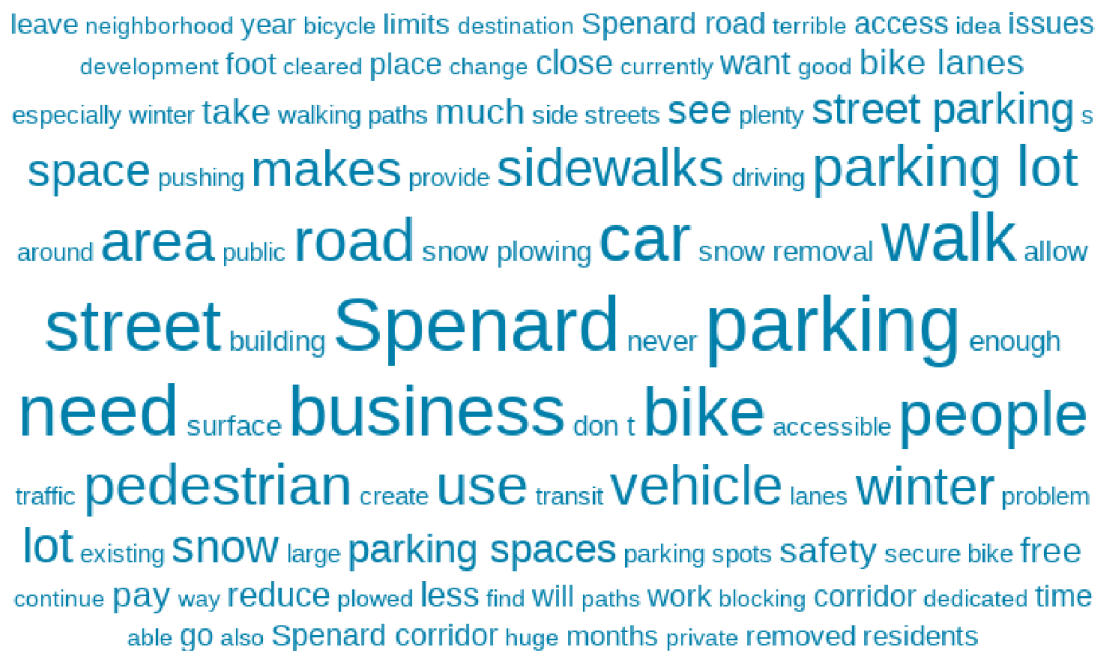 leave neighborhood year bicycle limits destination Spenard road terrible access idea issues
development foot cleared place change close currently want good bike lanes
especially winter take walking paths much side streets see plenty street parking s
space pushing makes provide sidewalks driving parking lot
around area public road snow plowing car snow removal walk allow
street building Spenard never parking enough
need surface business don t bike accessible people
traffic pedestrian create use transit vehicle lanes winter problem
lot existing snow large parking spaces parking spots safety secure bike free
continue pay way reduce plowed less find will paths work blocking corridor dedicated time
able go also Spenard corridor huge months private removed residents